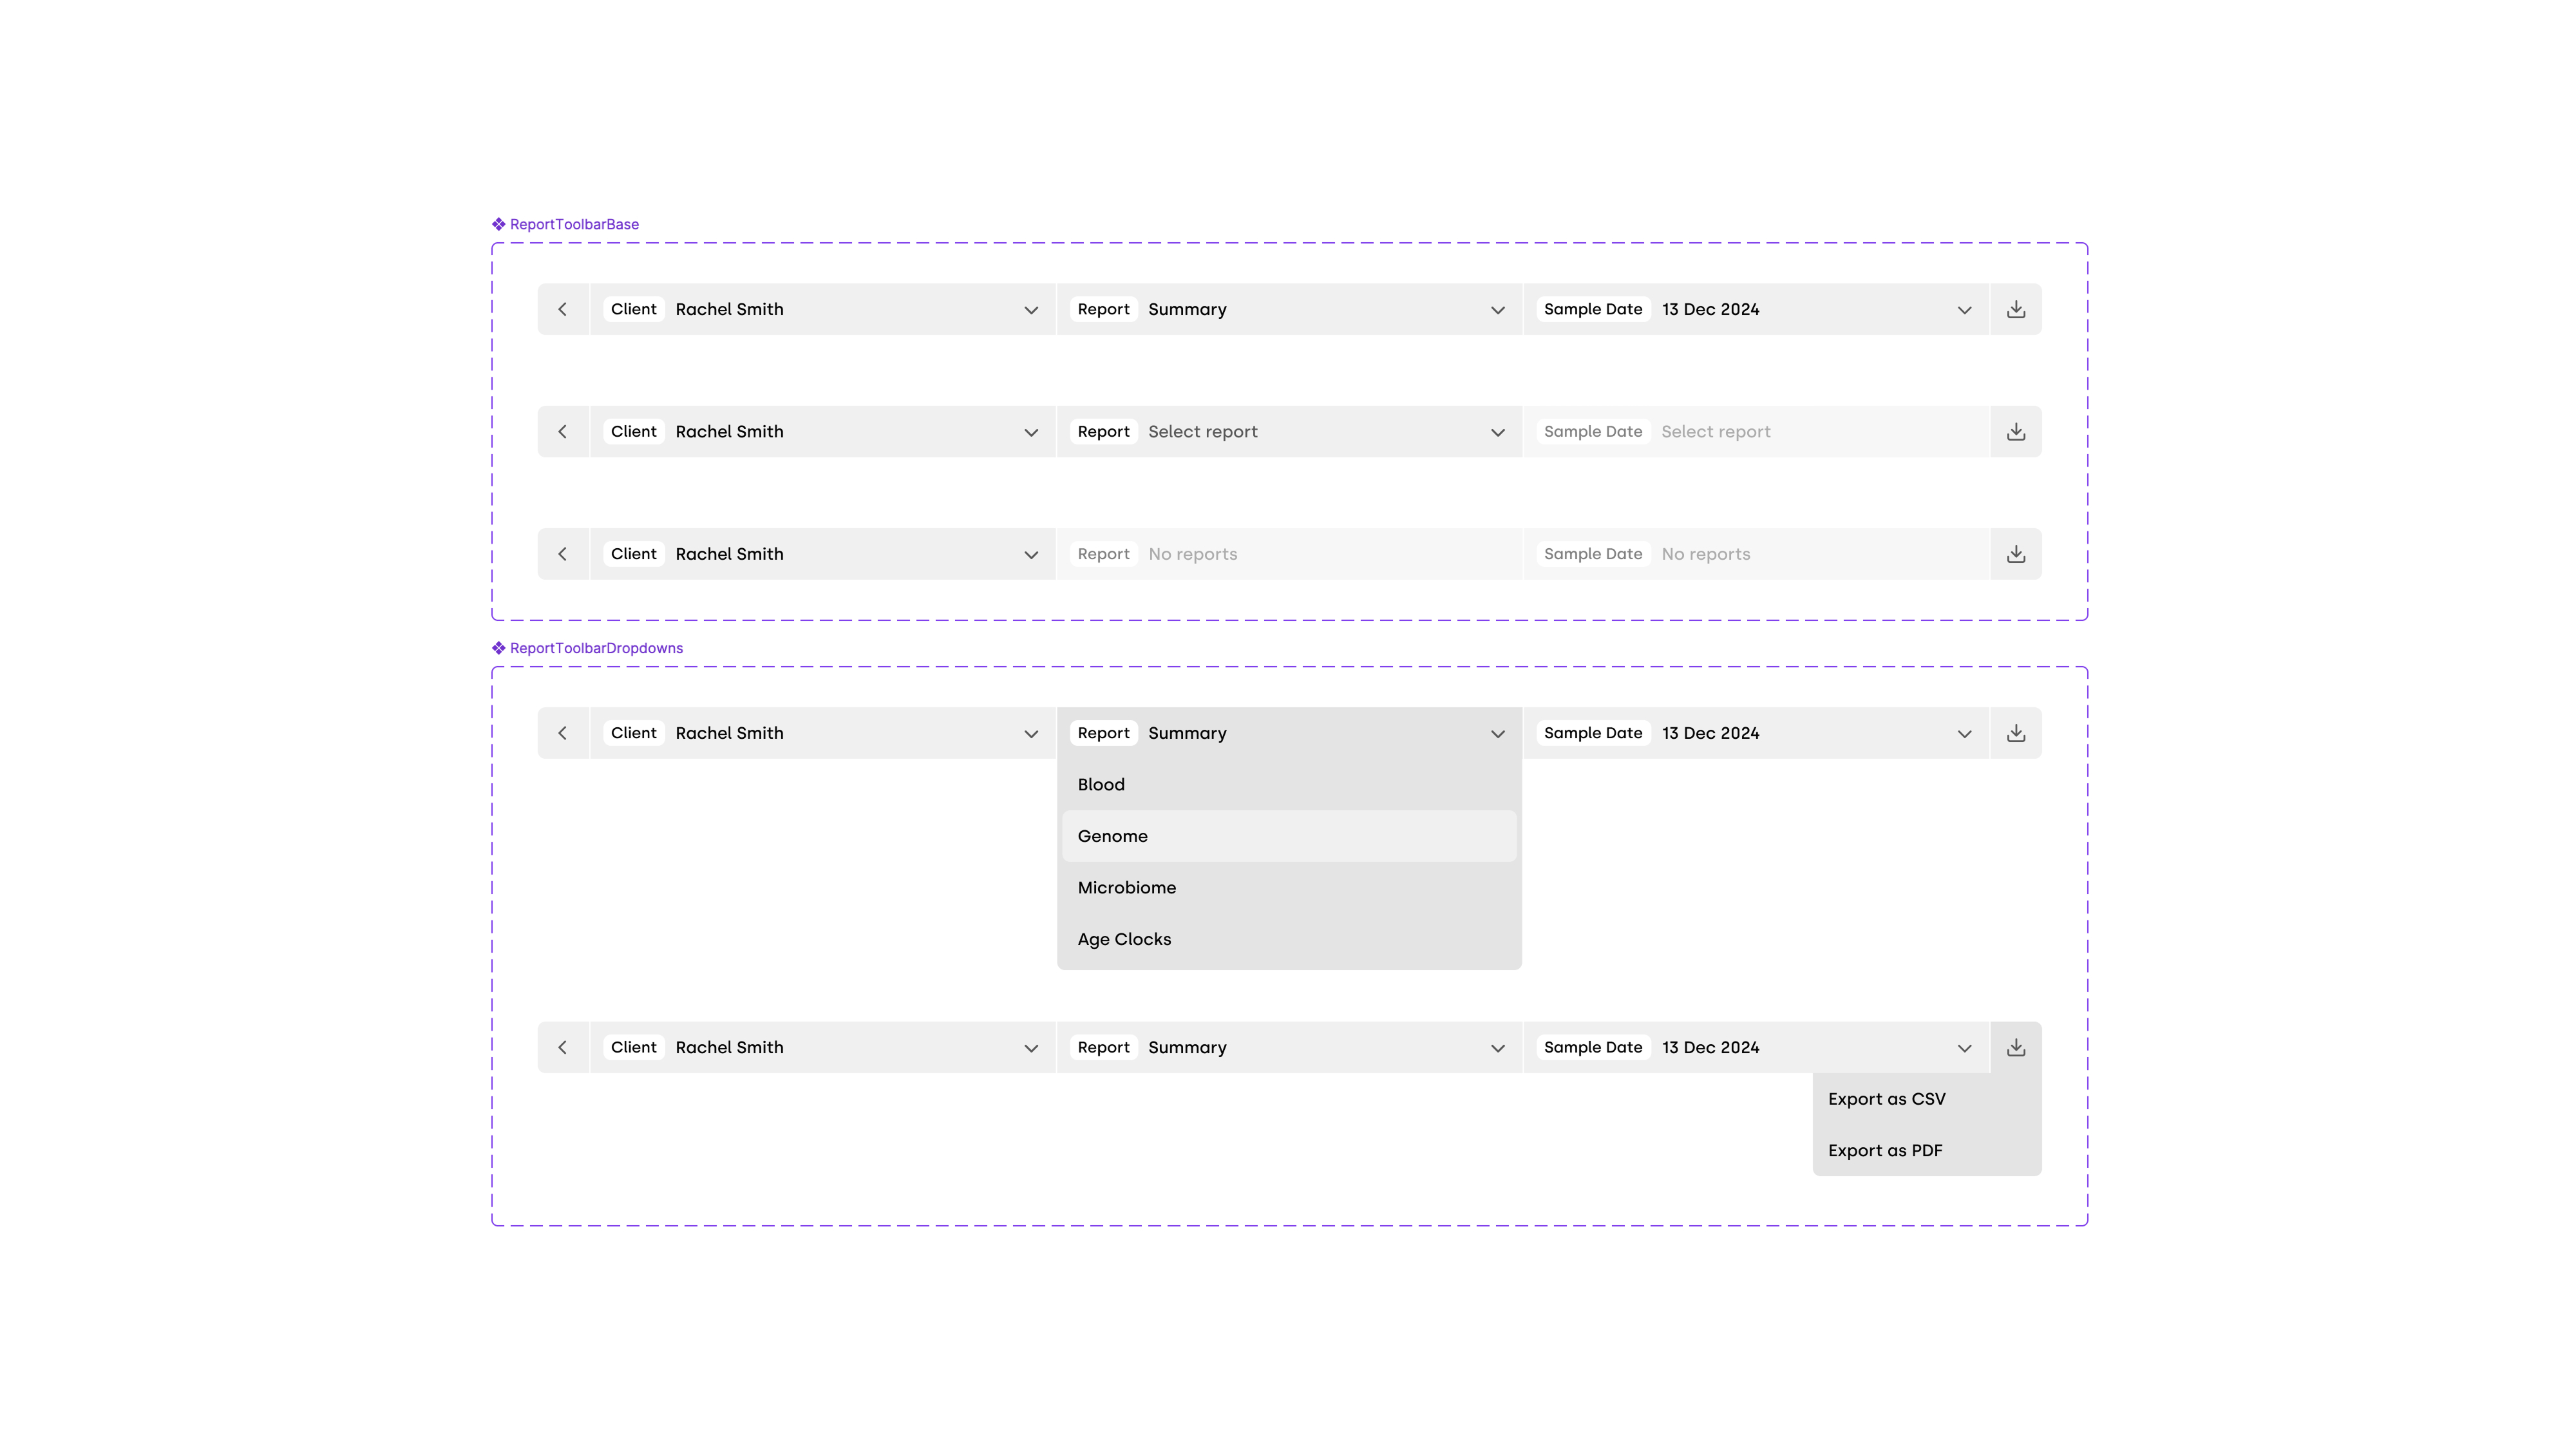 ReportToolbarBase
Client Rachel Smith Report Summary Sample Date 13 Dec 2024
Client Rachel Smith Report Select report Sample Date Select report
Client Rachel Smith Report No reports Sample Date No reports
ReportToolbarDropdowns
Client Rachel Smith Report Summary Sample Date 13 Dec 2024
Blood
Genome
Microbiome
Age Clocks
Client Rachel Smith Report Summary Sample Date 13 Dec 2024
Export as CSV
Export as PDF